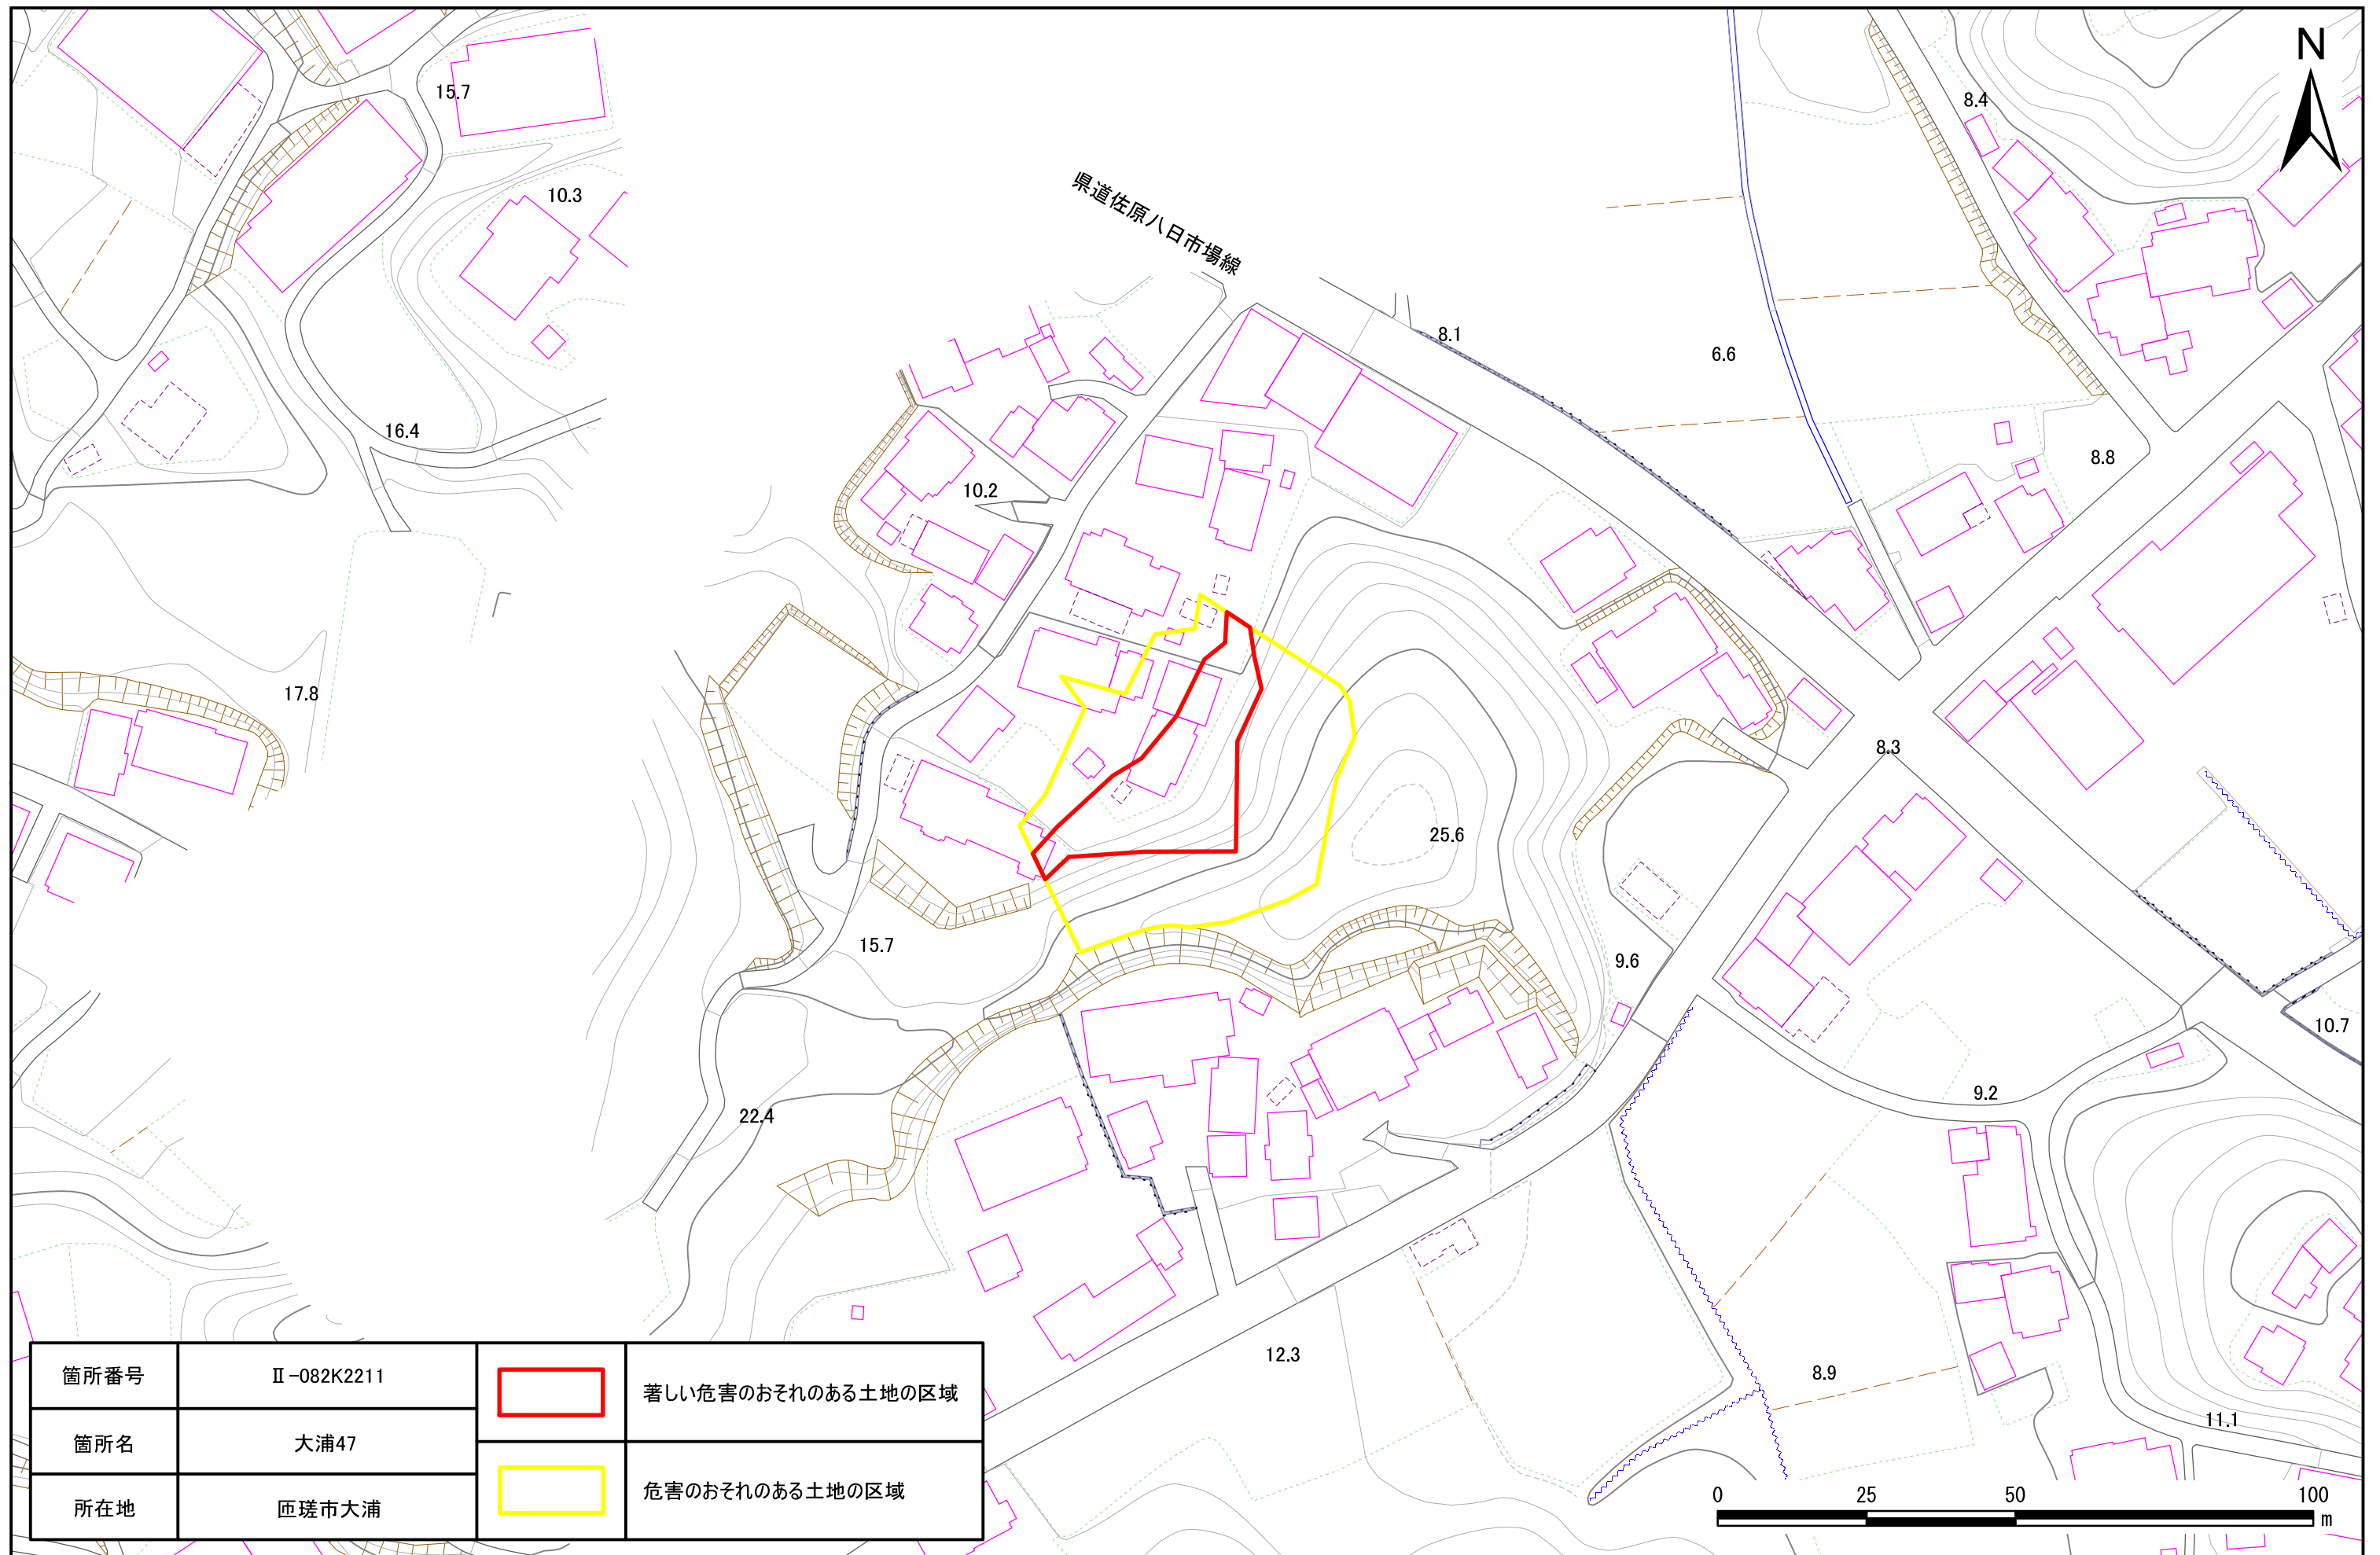 N
15.7
8.4
10.3
県道佐原八日市場線
8.1
6.6
16.4
8.8
10.2
17.8
8.3
25.6
15.7
9.6
10.7
9.2
22.4
12.3
8.9
11.1
箇所番号 Ⅱ-082K2211
箇所名 大浦47
所在地 匝瑳市大浦
著しい危害のおそれのある土地の区域
危害のおそれのある土地の区域
0 25 50 100
m